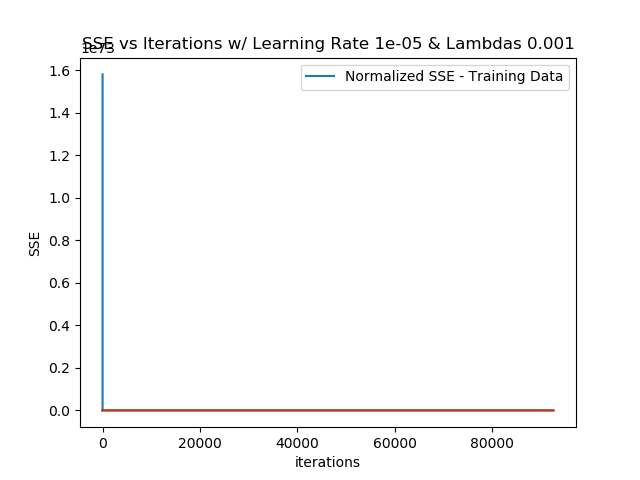 SSE vs Iterations w/ Learning Rate 1e-05 & Lambdas 0.001
1e73
Normalized SSE - Training Data
1.6
1.4
1.2
1.0
0.8
0.6
0.4
0.2
0.0
SSE
0 20000 40000 60000 80000
iterations